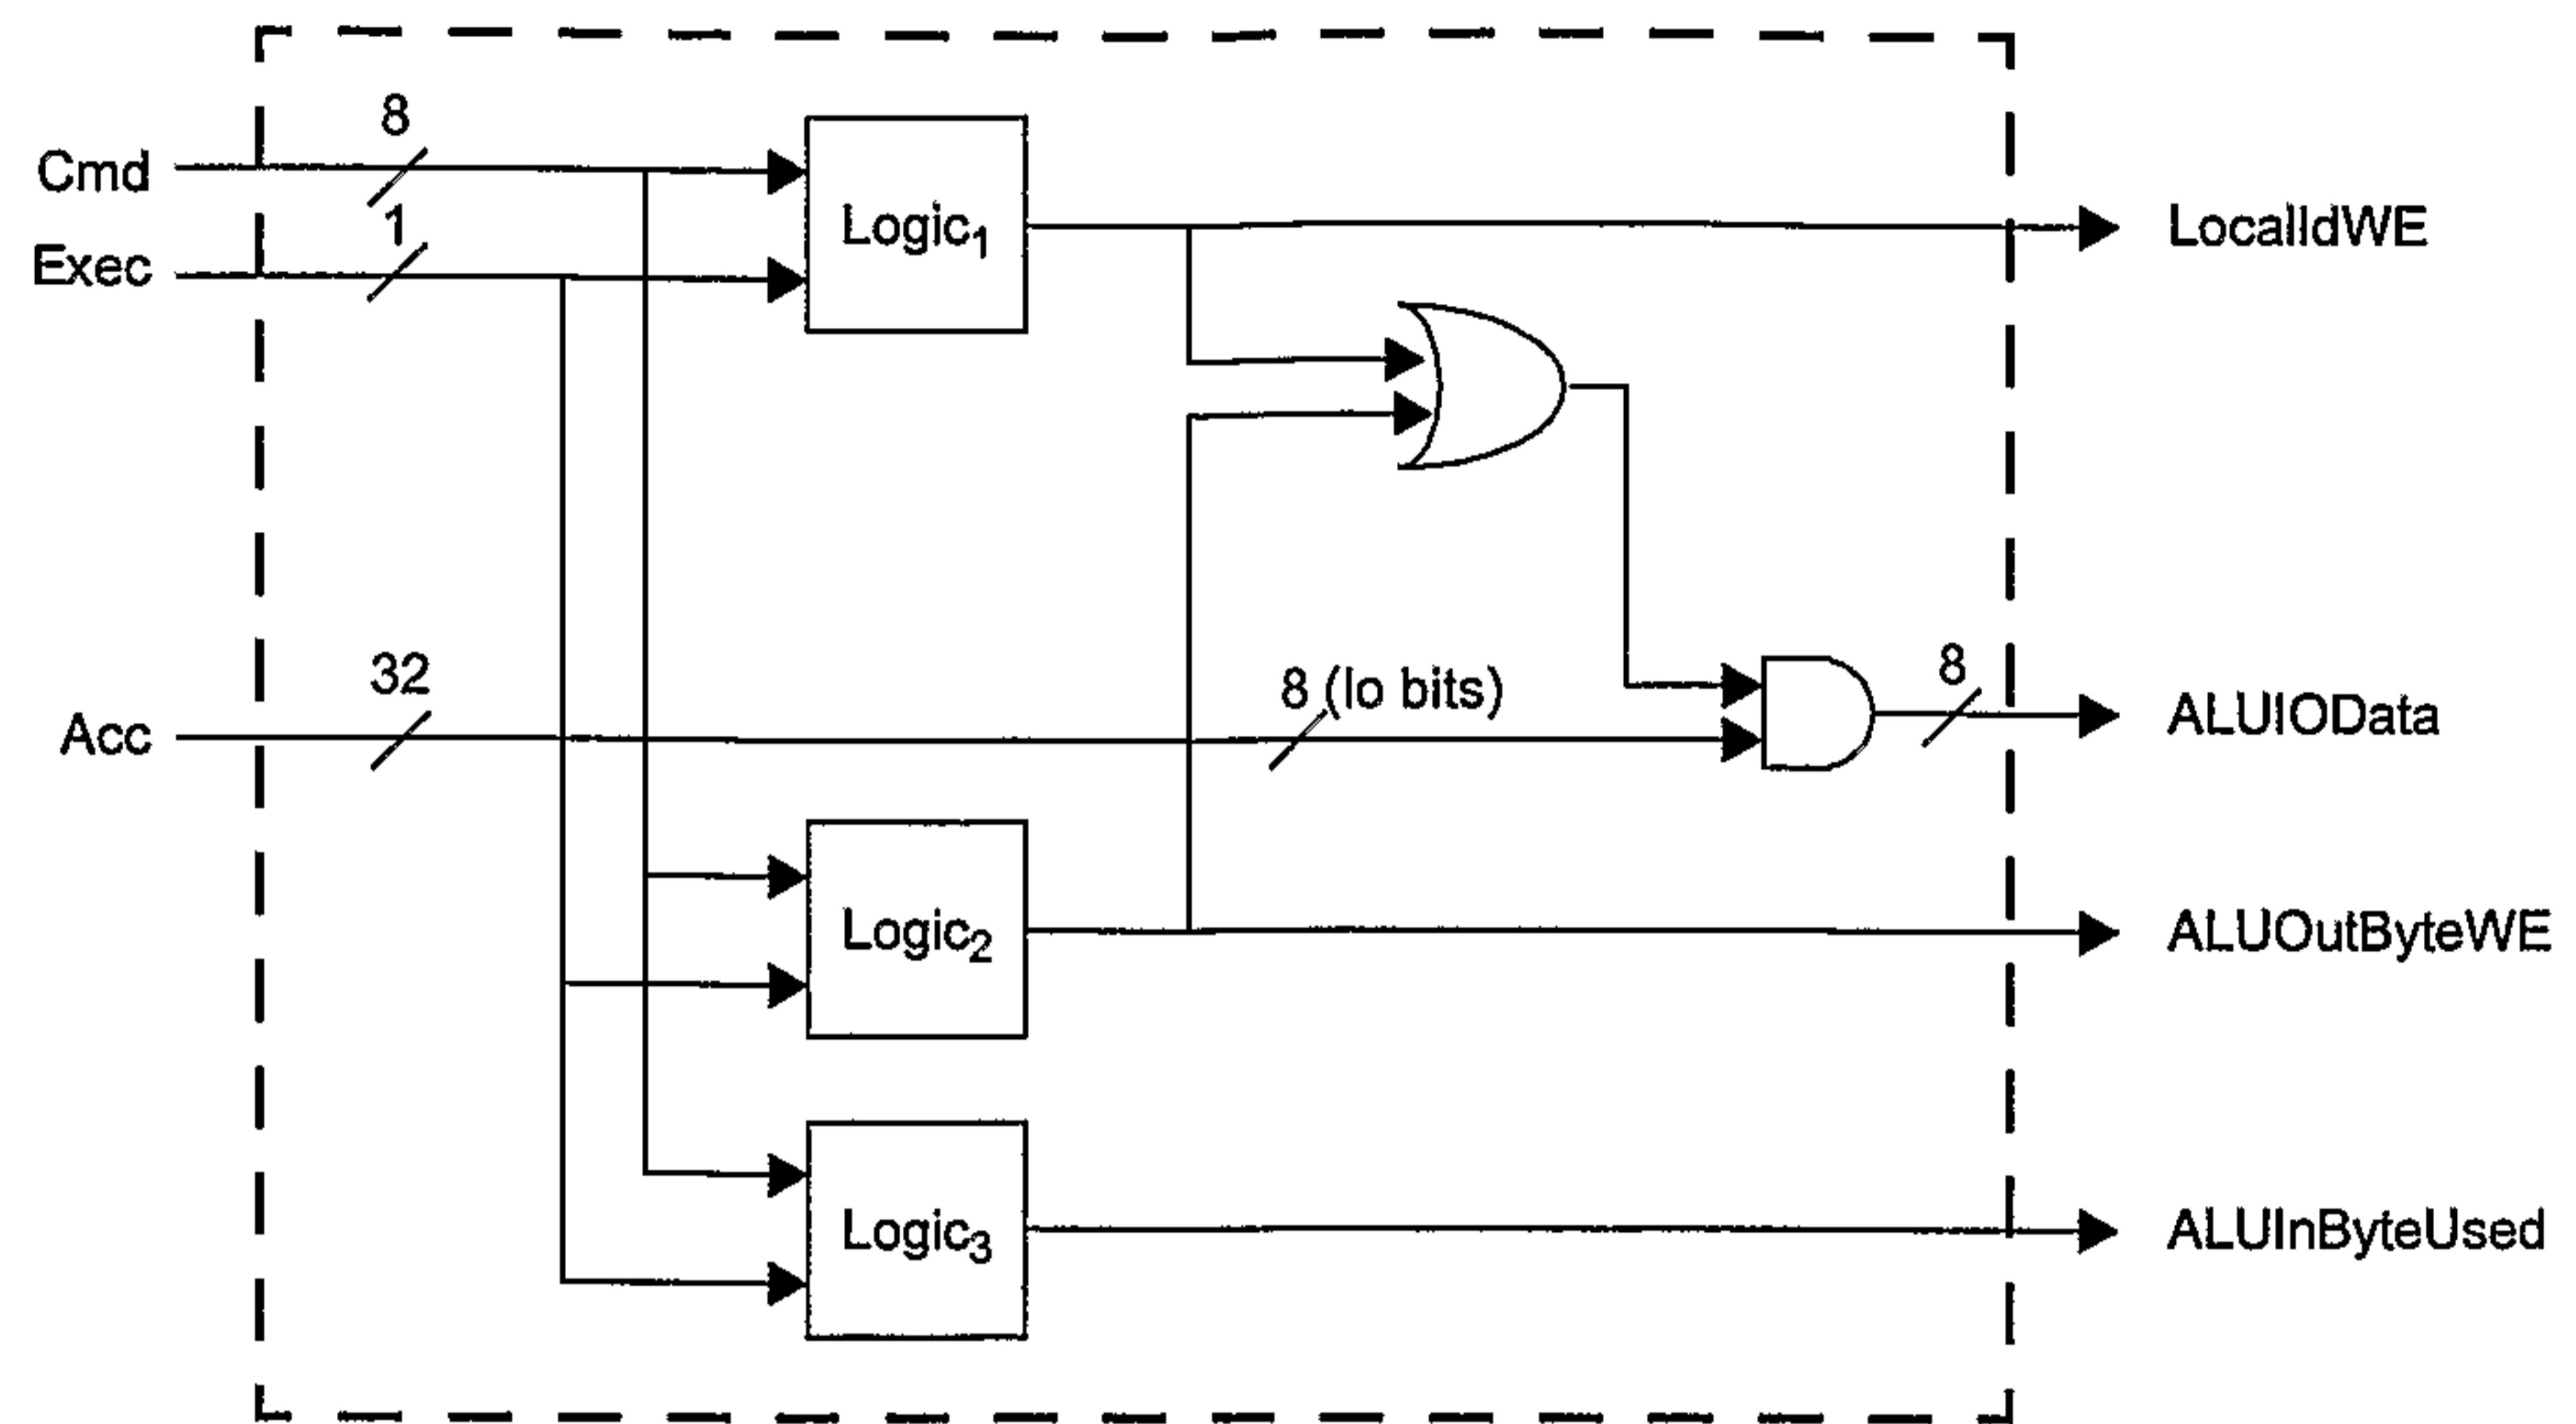 8
Cmd
1
Exec
Logic₁
LocalIdWE
32
Acc
8 (lo bits)
8
ALUIOData
Logic₂
ALUOutByteWE
Logic₃
ALUInByteUsed